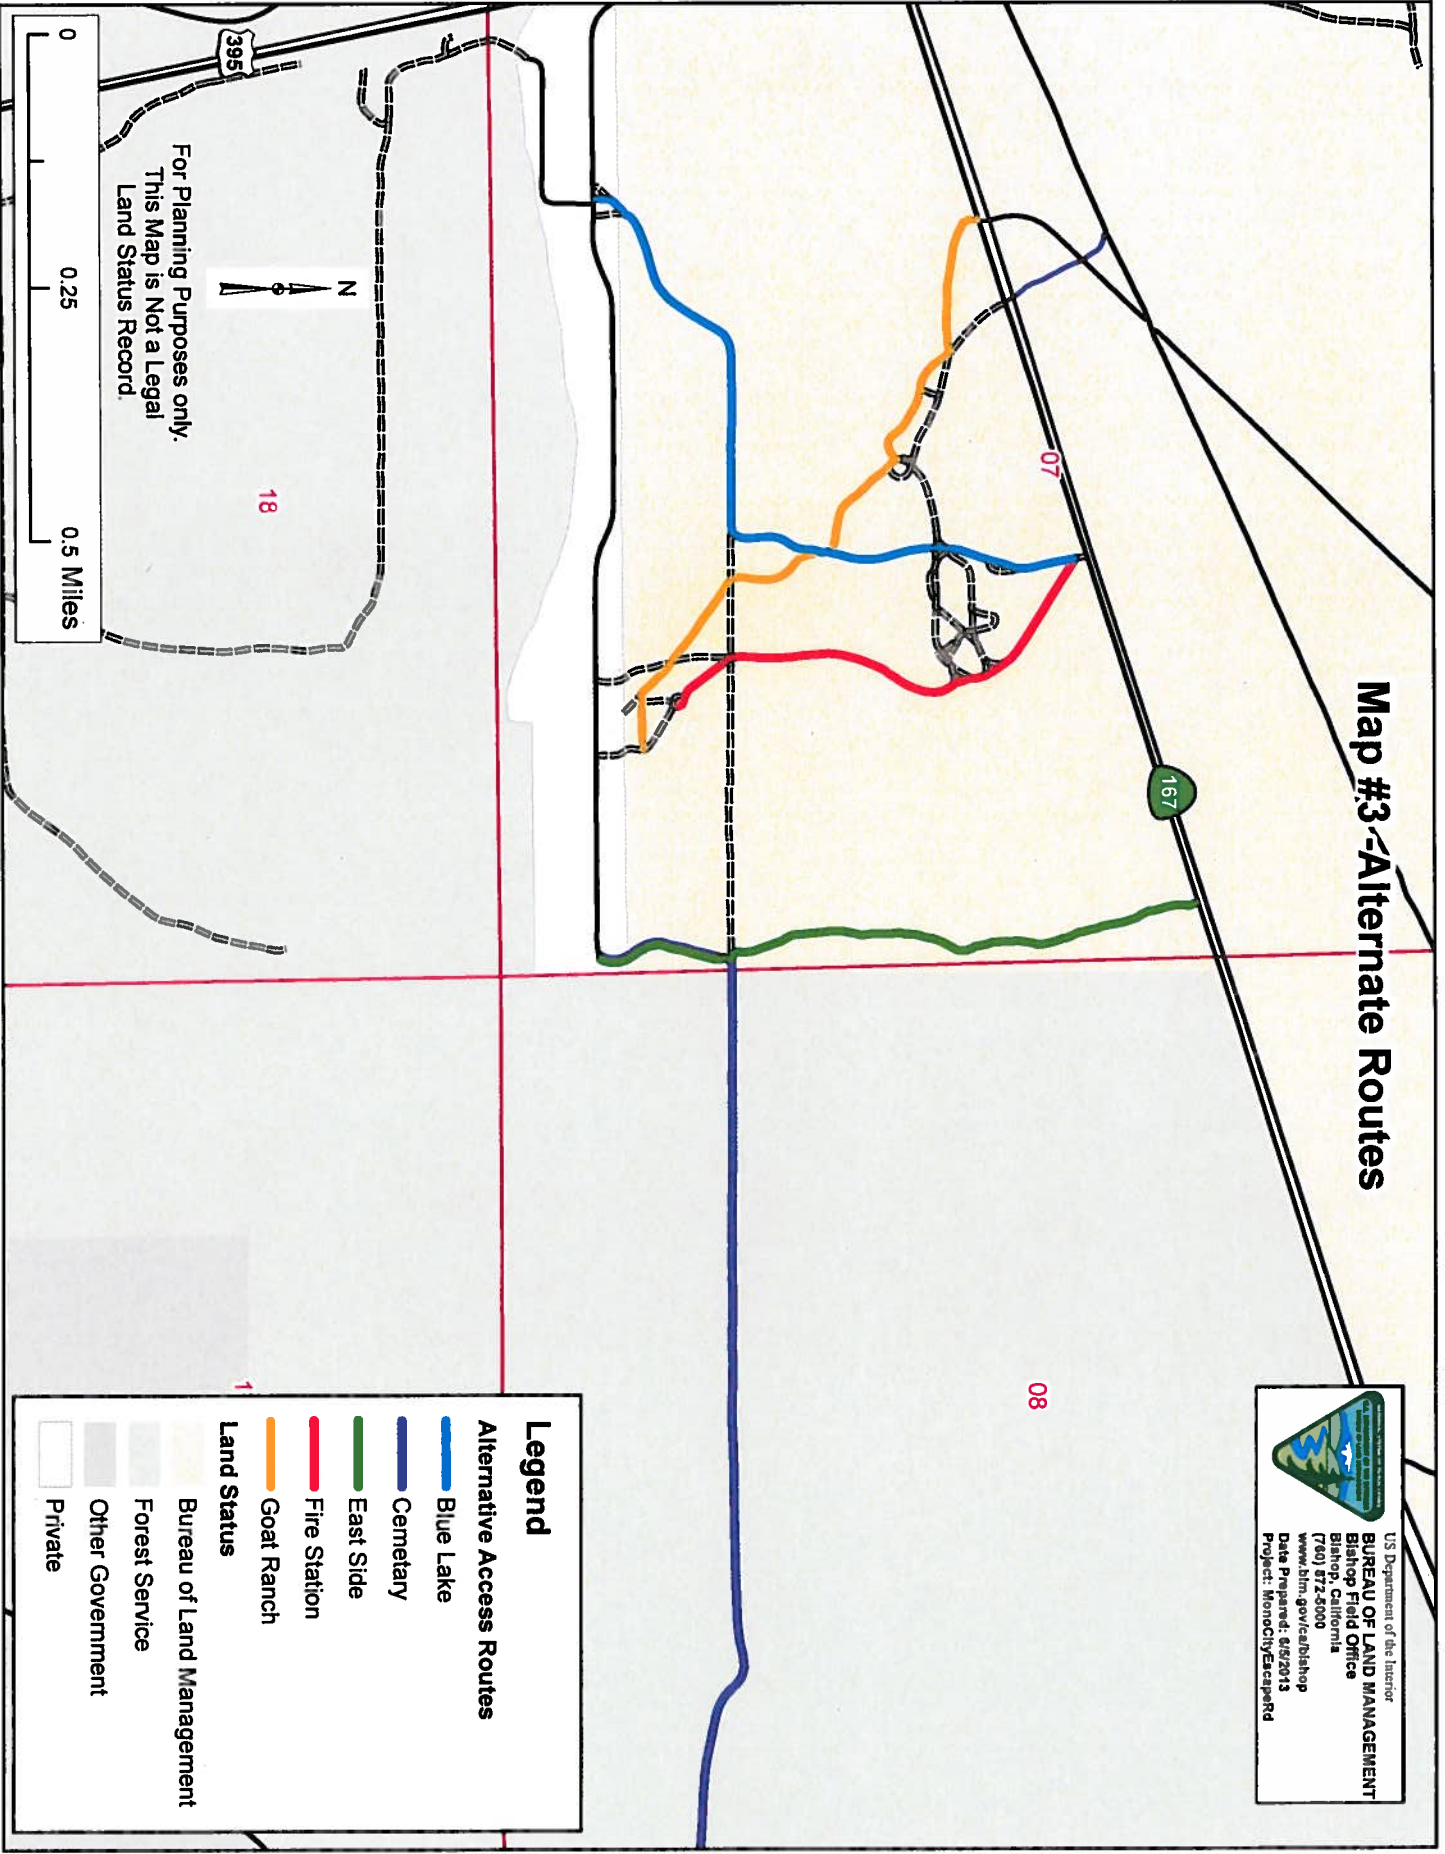 Map #3 -Alternate Routes
US Department of the Interior
BUREAU OF LAND MANAGEMENT
Bishop Field Office
Bishop, California
(760) 872-5000
www.blm.gov/ca/bishop
Date Prepared: 6/5/2013
Project: MonoCityEscapeRd
167
07
08
395
18
1
N
For Planning Purposes only.
This Map is Not a Legal
Land Status Record.
0
0.25
0.5 Miles
Legend
Alternative Access Routes
Blue Lake
Cemetary
East Side
Fire Station
Goat Ranch
Land Status
Bureau of Land Management
Forest Service
Other Government
Private